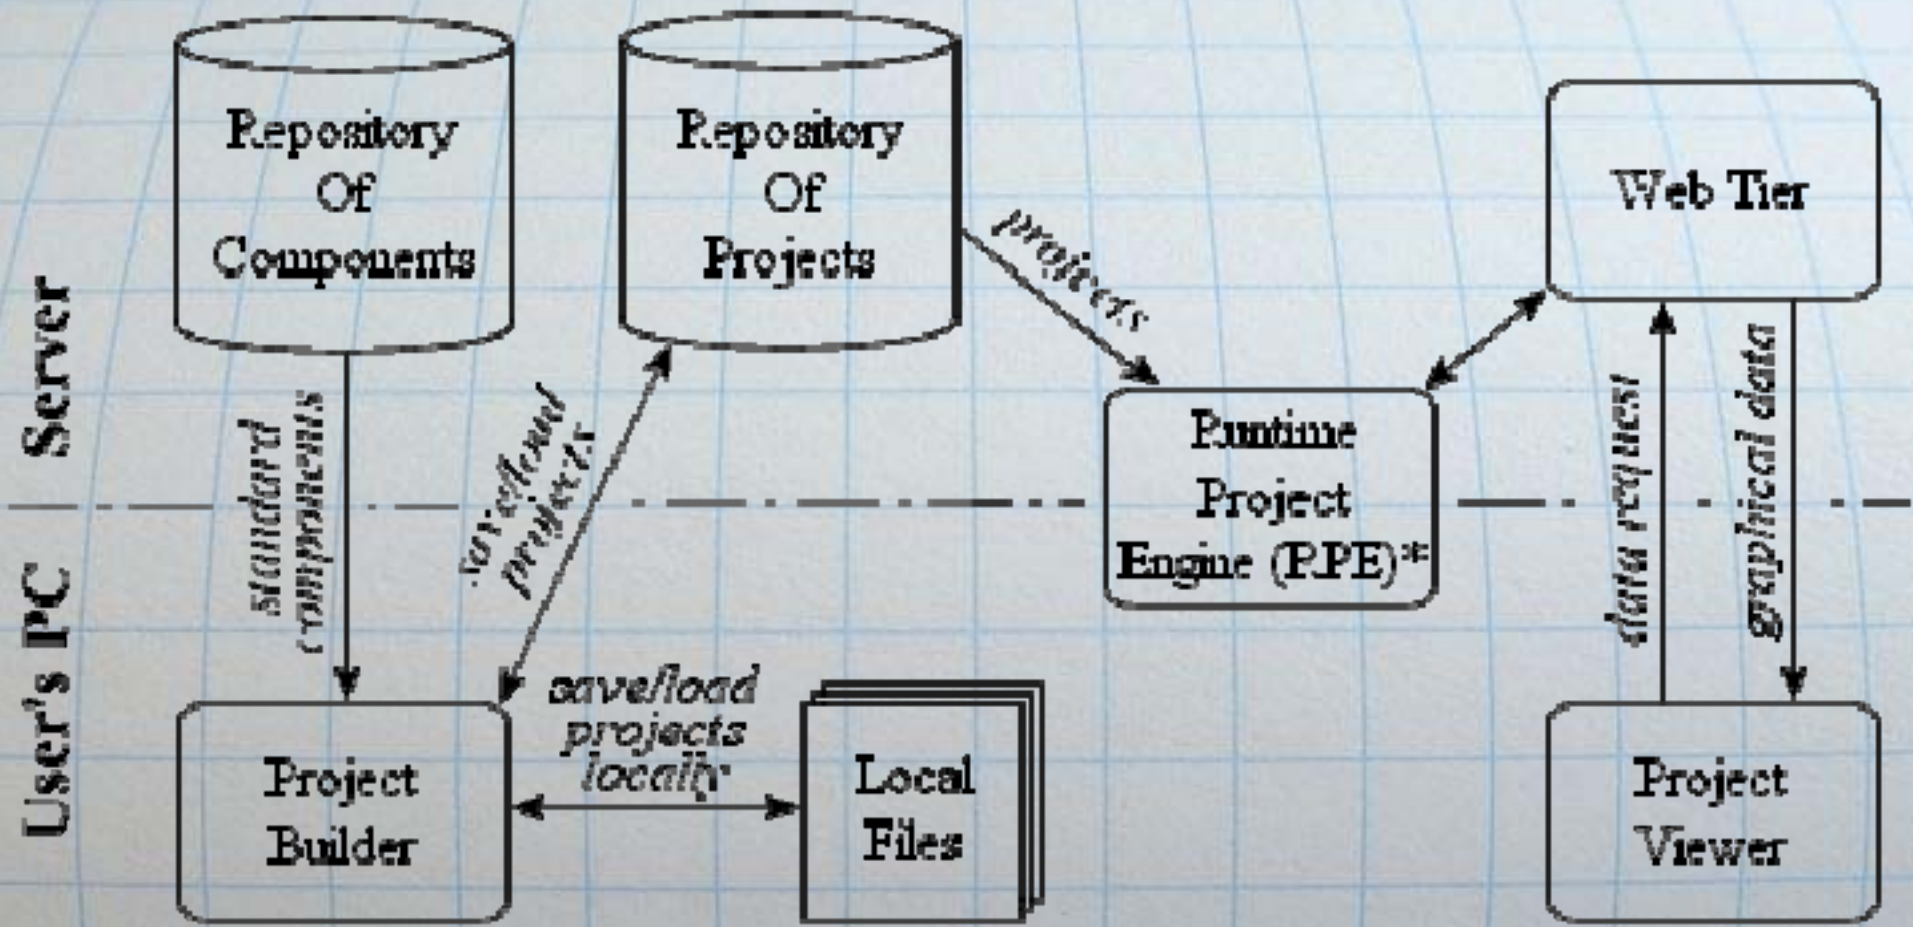 Repository
Of
Components
Repository
Of
Projects
Web Tier
projects
Server
standard
components
save/load
projects
Runtime
Project
Engine (RPE)*
data request
graphical data
User's PC
Project
Builder
save/load
projects
locally
Local
Files
Project
Viewer